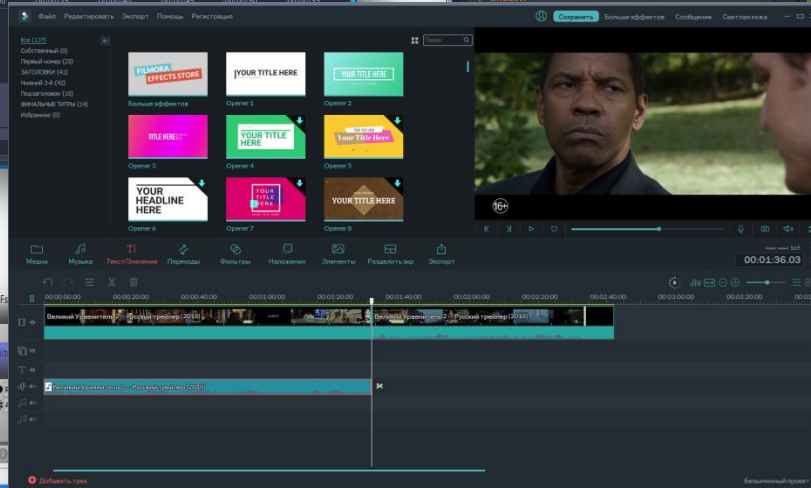 Файл Редактировать Экспорт Помощь Регистрация
Сохранить Больше эффектов Сообщение Светлая кожа
Все (137)
Собственный (0)
Первый номер (25)
ЗАГОЛОВКИ (41)
Нижний 3-й (42)
Подзаголовок (15)
ФИНАЛЬНЫЕ ТИТРЫ (14)
Избранное (0)
Поиск
FILMORA
EFFECTS STORE
YOUR TITLE HERE
YOUR TITLE HERE
Больше эффектов
Opener 1
Opener 2
TITLE HERE
YOUR TITLE
HERE
Your Title Here
Opener 3
Opener 4
Opener 5
YOUR
HEADLINE
HERE
YOUR
TITLE
HERE
YOUR TITLE HERE
Opener 6
Opener 7
Opener 8
16+
Медиа
Музыка
Текст/Значение
Переходы
Фильтры
Наложения
Элементы
Разделить экр
Экспорт
00:01:36.03
00:00:00:00
00:00:20:00
00:00:40:00
00:01:00:00
00:01:20:00
00:01:40:00
00:02:00:00
00:02:20:00
00:02:40:00
00:03:00:00
00:03:20:00
Великий Уравнитель 2 – Русский трейлер (2018)
Великий Уравнитель 2 – Русский трейлер (2018)
Великий Уравнитель 2 – Русский трейлер (2018)
Добавить трек
Безымянный проект